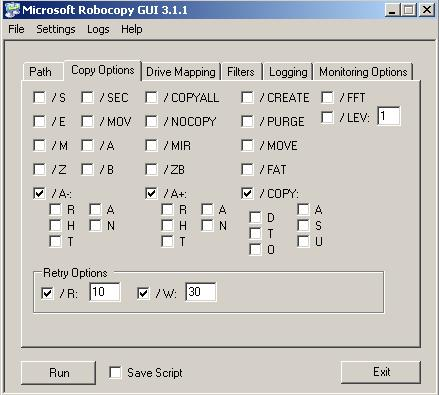 Microsoft Robocopy GUI 3.1.1
File Settings Logs Help
Path Copy Options Drive Mapping Filters Logging Monitoring Options
/ S / SEC / COPYALL / CREATE / FFT
/ E / MOV / NOCOPY / PURGE / LEV: 1
/ M / A / MIR / MOVE
/ Z / B / ZB / FAT
/ A-: / A+: / COPY:
R A R A D A
H N H N T S
T T O U
Retry Options
/ R: 10 / W: 30
Run Save Script Exit